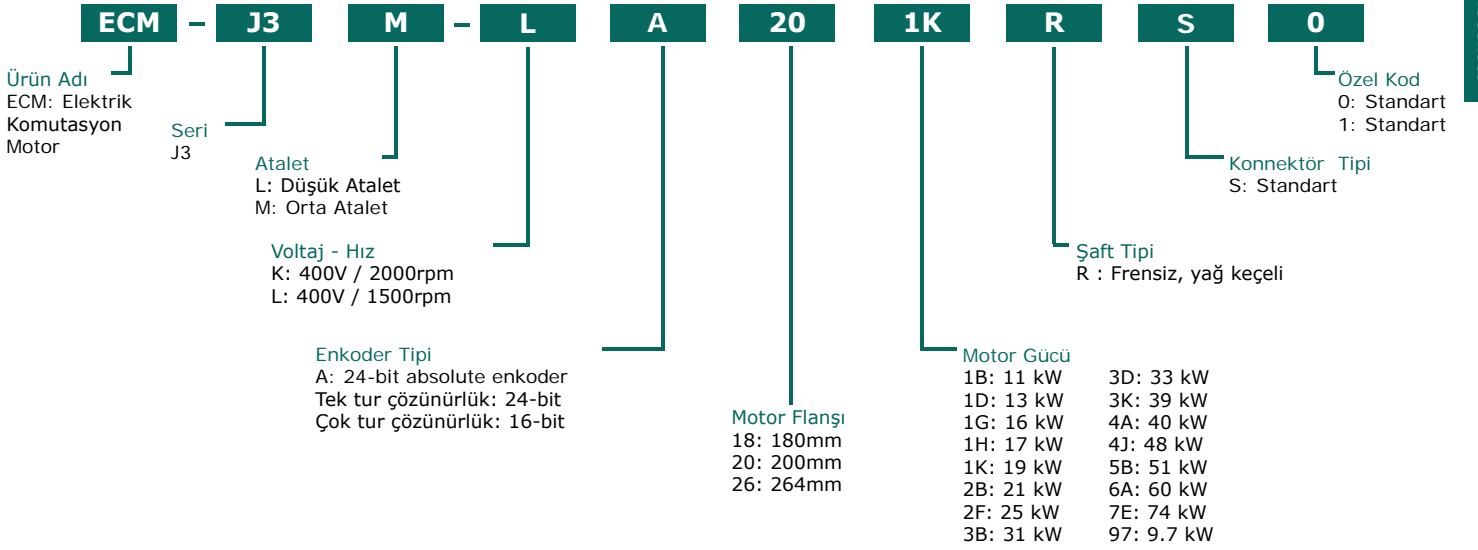 ECM – J3 M – L A 20 1K R S 0
Ürün Adı
ECM: Elektrik
Komutasyon
Motor
Seri
J3
Atalet
L: Düşük Atalet
M: Orta Atalet
Voltaj - Hız
K: 400V / 2000rpm
L: 400V / 1500rpm
Enkoder Tipi
A: 24-bit absolute enkoder
Tek tur çözünürlük: 24-bit
Çok tur çözünürlük: 16-bit
Motor Flanşı
18: 180mm
20: 200mm
26: 264mm
Motor Gücü
1B: 11 kW 3D: 33 kW
1D: 13 kW 3K: 39 kW
1G: 16 kW 4A: 40 kW
1H: 17 kW 4J: 48 kW
1K: 19 kW 5B: 51 kW
2B: 21 kW 6A: 60 kW
2F: 25 kW 7E: 74 kW
3B: 31 kW 97: 9.7 kW
Şaft Tipi
R : Frensiz, yağ keçeli
Konnektör Tipi
S: Standart
Özel Kod
0: Standart
1: Standart